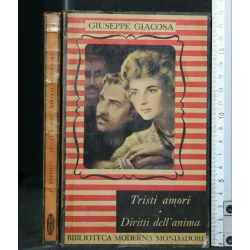 GIUSEPPE GIACOSA
Tristi amori
•
Diritti dell'anima
BIBLIOTECA MODERNA MONDADORI